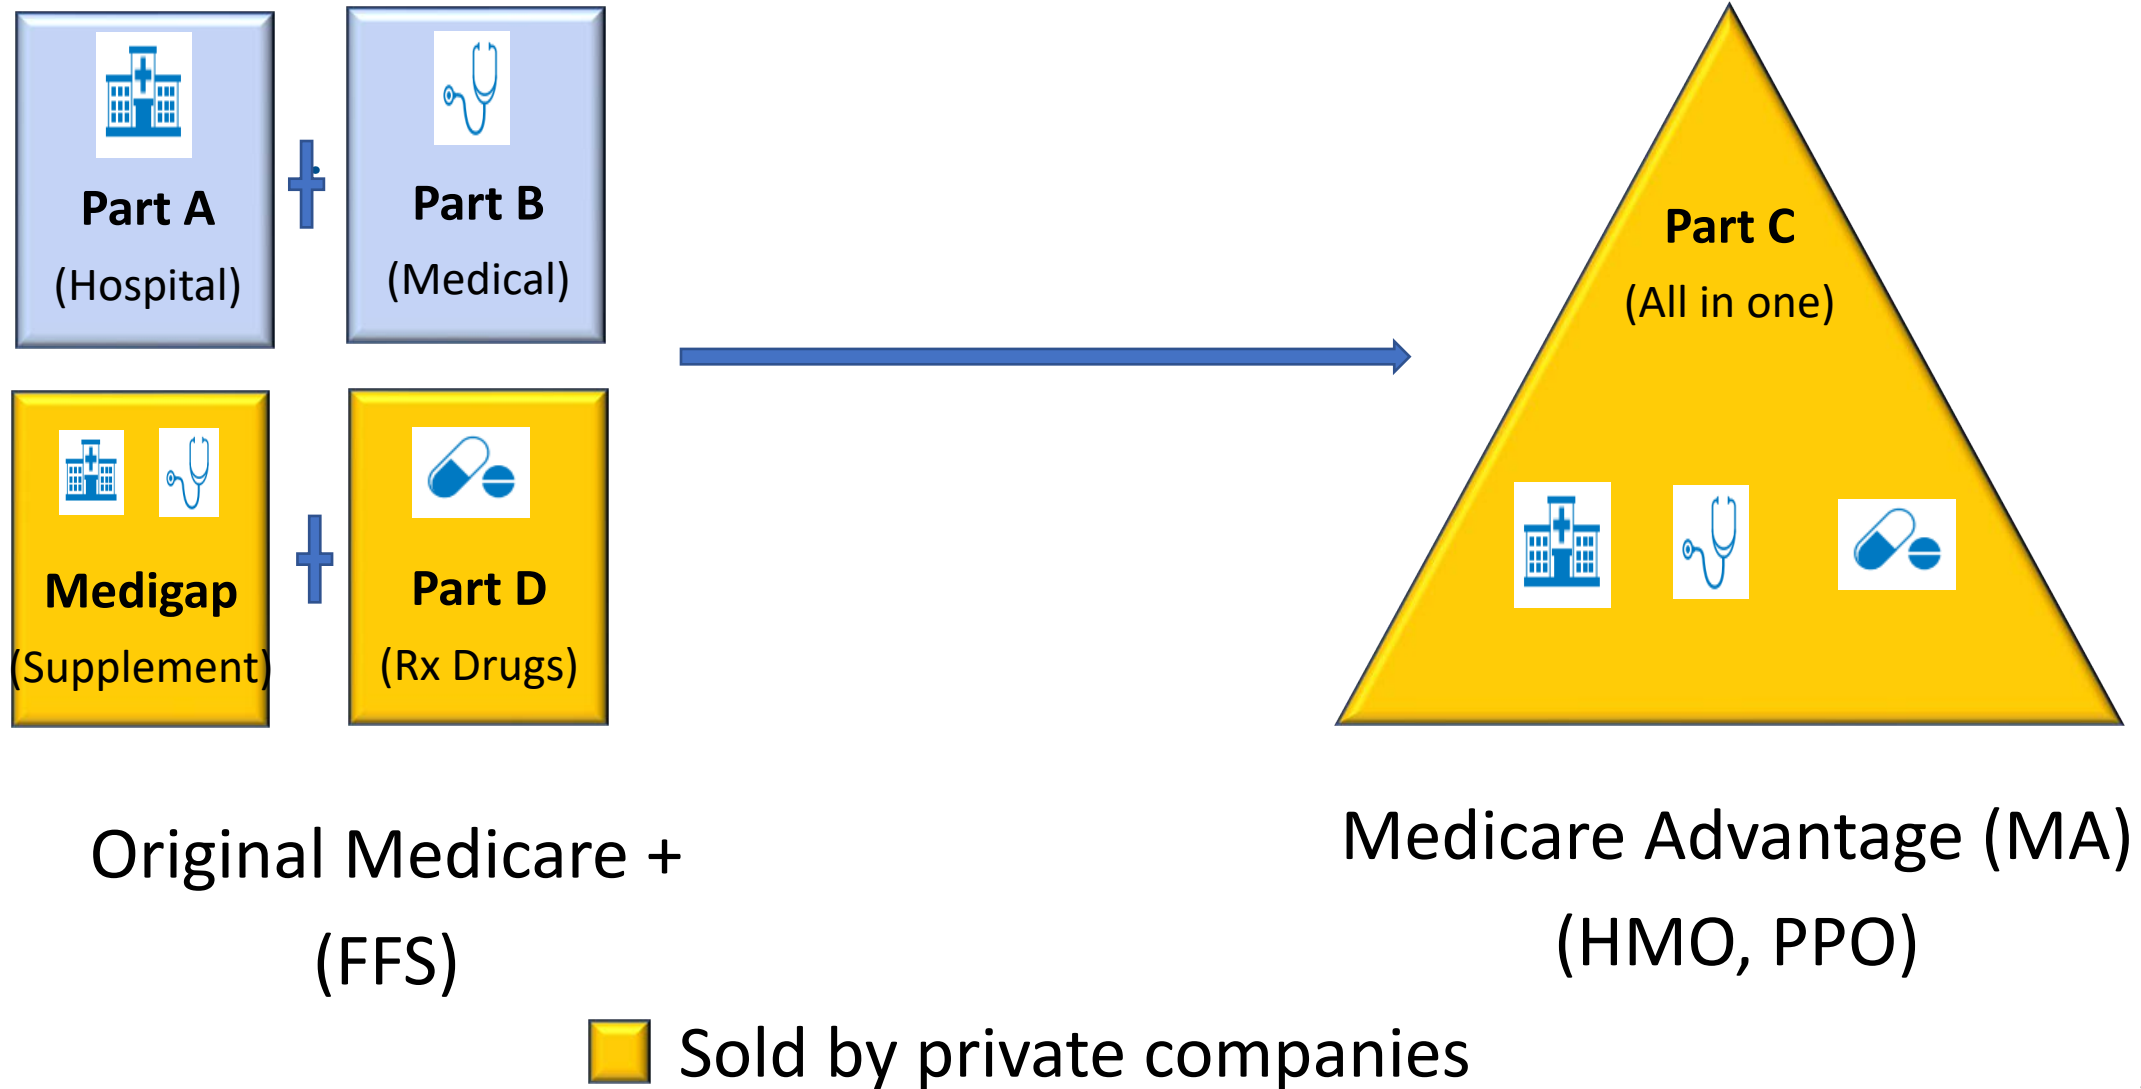 Part A
(Hospital)
Part B
(Medical)
Medigap
(Supplement)
Part D
(Rx Drugs)
Original Medicare +
(FFS)
Part C
(All in one)
Medicare Advantage (MA)
(HMO, PPO)
Sold by private companies